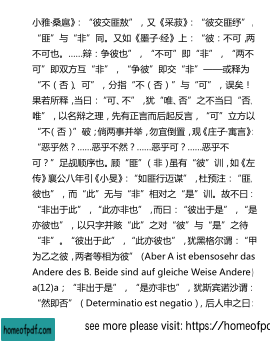 小雅·桑扈》：“彼交匪敖”，又《采菽》：“彼交匪纾”，
“匪”与“非”同。又如《墨子·经》上：“彼：不可，两
不可也。……辩：争彼也”，“不可”即“非”，“两不
可”即双方互“非”，“争彼”即交“非”——或释为
“不（否）可”，分指“不（否）”与“可”，误矣！
果若所释，当曰：“可、不”，犹“唯、否”之不当曰“否、
唯”，以名辩之理，先有正言而后起反言，“可”立方以
“不（否）”破；倘两事并举，勿宜倒置，观《庄子·寓言》：
“恶乎然？……恶乎不然？……恶乎可？……恶乎不
可？”足觇顺序也。顾“匪”（非）虽有“彼”训，如《左
传》襄公八年引《小旻》：“如匪行迈谋”，杜预注：“匪，
彼也”，而“此”无与“非”相对之“是”训。故不曰：
“非出于此”，“此亦非也”，而曰：“彼出于是”，“是
亦彼也”，以只字并赅“此”之对“彼”与“是”之待
“非”。“彼出于此”，“此亦彼也”，犹黑格尔谓：“甲
为乙之彼，两者等相为彼”（Aber A ist ebensosehr das
Andere des B. Beide sind auf gleiche Weise Andere）
a(12)a；“非出于是”，“是亦非也”，犹斯宾诺沙谓：
“然即否”（Determinatio est negatio），后人申之曰：
homeofpdf.com
see more please visit: https://homeofpd